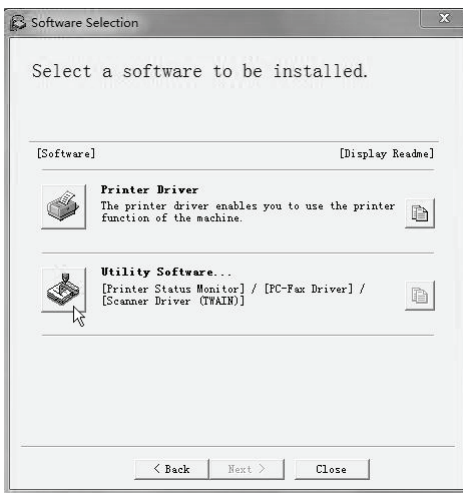 Software Selection
x
Select a software to be installed.
[Software] [Display Readme]
Printer Driver
The printer driver enables you to use the printer
function of the machine.
Utility Software...
[Printer Status Monitor] / [PC-Fax Driver] /
[Scanner Driver (TWAIN)]
< Back Next > Close